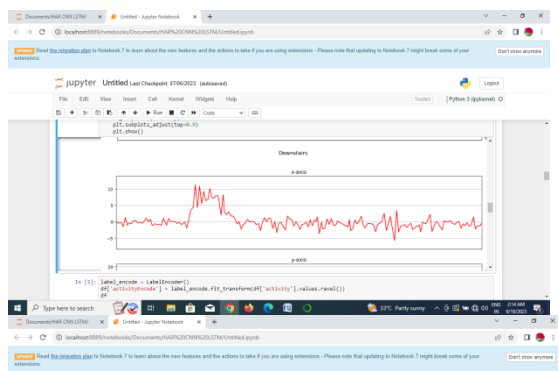 Documents/HAR CNN LSTM/ Untitled - Jupyter Notebook
localhost:8889/notebooks/Documents/HAR%20CNN%20LSTM/Untitled.ipynb
UPDATE Read the migration plan to Notebook 7 to learn about the new features and the actions to take if you are using extensions - Please note that updating to Notebook 7 might break some of your extensions. Don't show anymore
jupyter Untitled Last Checkpoint 07/06/2023 (autosaved) Logout
File Edit View Insert Cell Kernel Widgets Help Trusted Python 3 (ipykernel)
Run Code
plt.subplots_adjust(top=0.9)
plt.show()
Downstairs
x-axis
10
5
0
-5
y-axis
20
In [5]: label_encode = LabelEncoder()
df['activityEncode'] = label_encode.fit_transform(df['activity'].values.ravel())
df
Type here to search 33°C Partly sunny ENG 2:14 AM
IN 9/19/2023
Documents/HAR CNN LSTM/ Untitled - Jupyter Notebook
localhost:8889/notebooks/Documents/HAR%20CNN%20LSTM/Untitled.ipynb
UPDATE Read the migration plan to Notebook 7 to learn about the new features and the actions to take if you are using extensions - Please note that updating to Notebook 7 might break some of your extensions. Don't show anymore